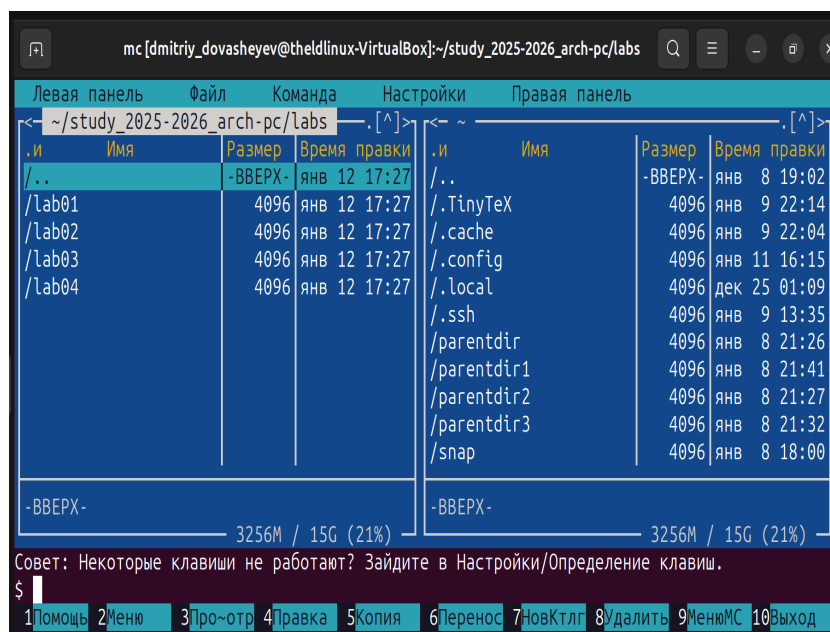 mc [dmitriy_dovasheyev@theldlinux-VirtualBox]:~/study_2025-2026_arch-pc/labs
Левая панель Файл Команда Настройки Правая панель
<─ ~/study_2025-2026_arch-pc/labs ──.[^]>┐ ┌<─ ~ ──.[^]>
.и Имя Размер Время правки .и Имя Размер Время правки
/.. -ВВЕРХ- янв 12 17:27 /.. -ВВЕРХ- янв 8 19:02
/lab01 4096 янв 12 17:27 /.TinyTeX 4096 янв 9 22:14
/lab02 4096 янв 12 17:27 /.cache 4096 янв 9 22:04
/lab03 4096 янв 12 17:27 /.config 4096 янв 11 16:15
/lab04 4096 янв 12 17:27 /.local 4096 дек 25 01:09
/.ssh 4096 янв 9 13:35
/parentdir 4096 янв 8 21:26
/parentdir1 4096 янв 8 21:41
/parentdir2 4096 янв 8 21:27
/parentdir3 4096 янв 8 21:32
/snap 4096 янв 8 18:00
-ВВЕРХ- -ВВЕРХ-
3256M / 15G (21%) 3256M / 15G (21%)
Совет: Некоторые клавиши не работают? Зайдите в Настройки/Определение клавиш.
$
1Помощь 2Меню 3Про~отр 4Правка 5Копия 6Перенос 7НовКтлг 8Удалить 9МенюМС 10Выход